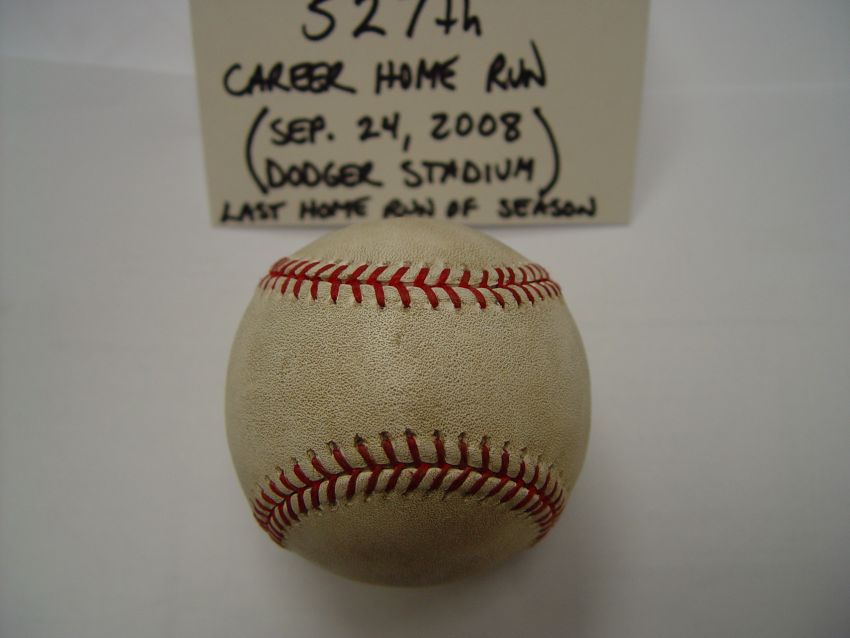 527th
CAREER HOME RUN
(SEP. 24, 2008)
(DODGER STADIUM)
LAST HOME RUN OF SEASON